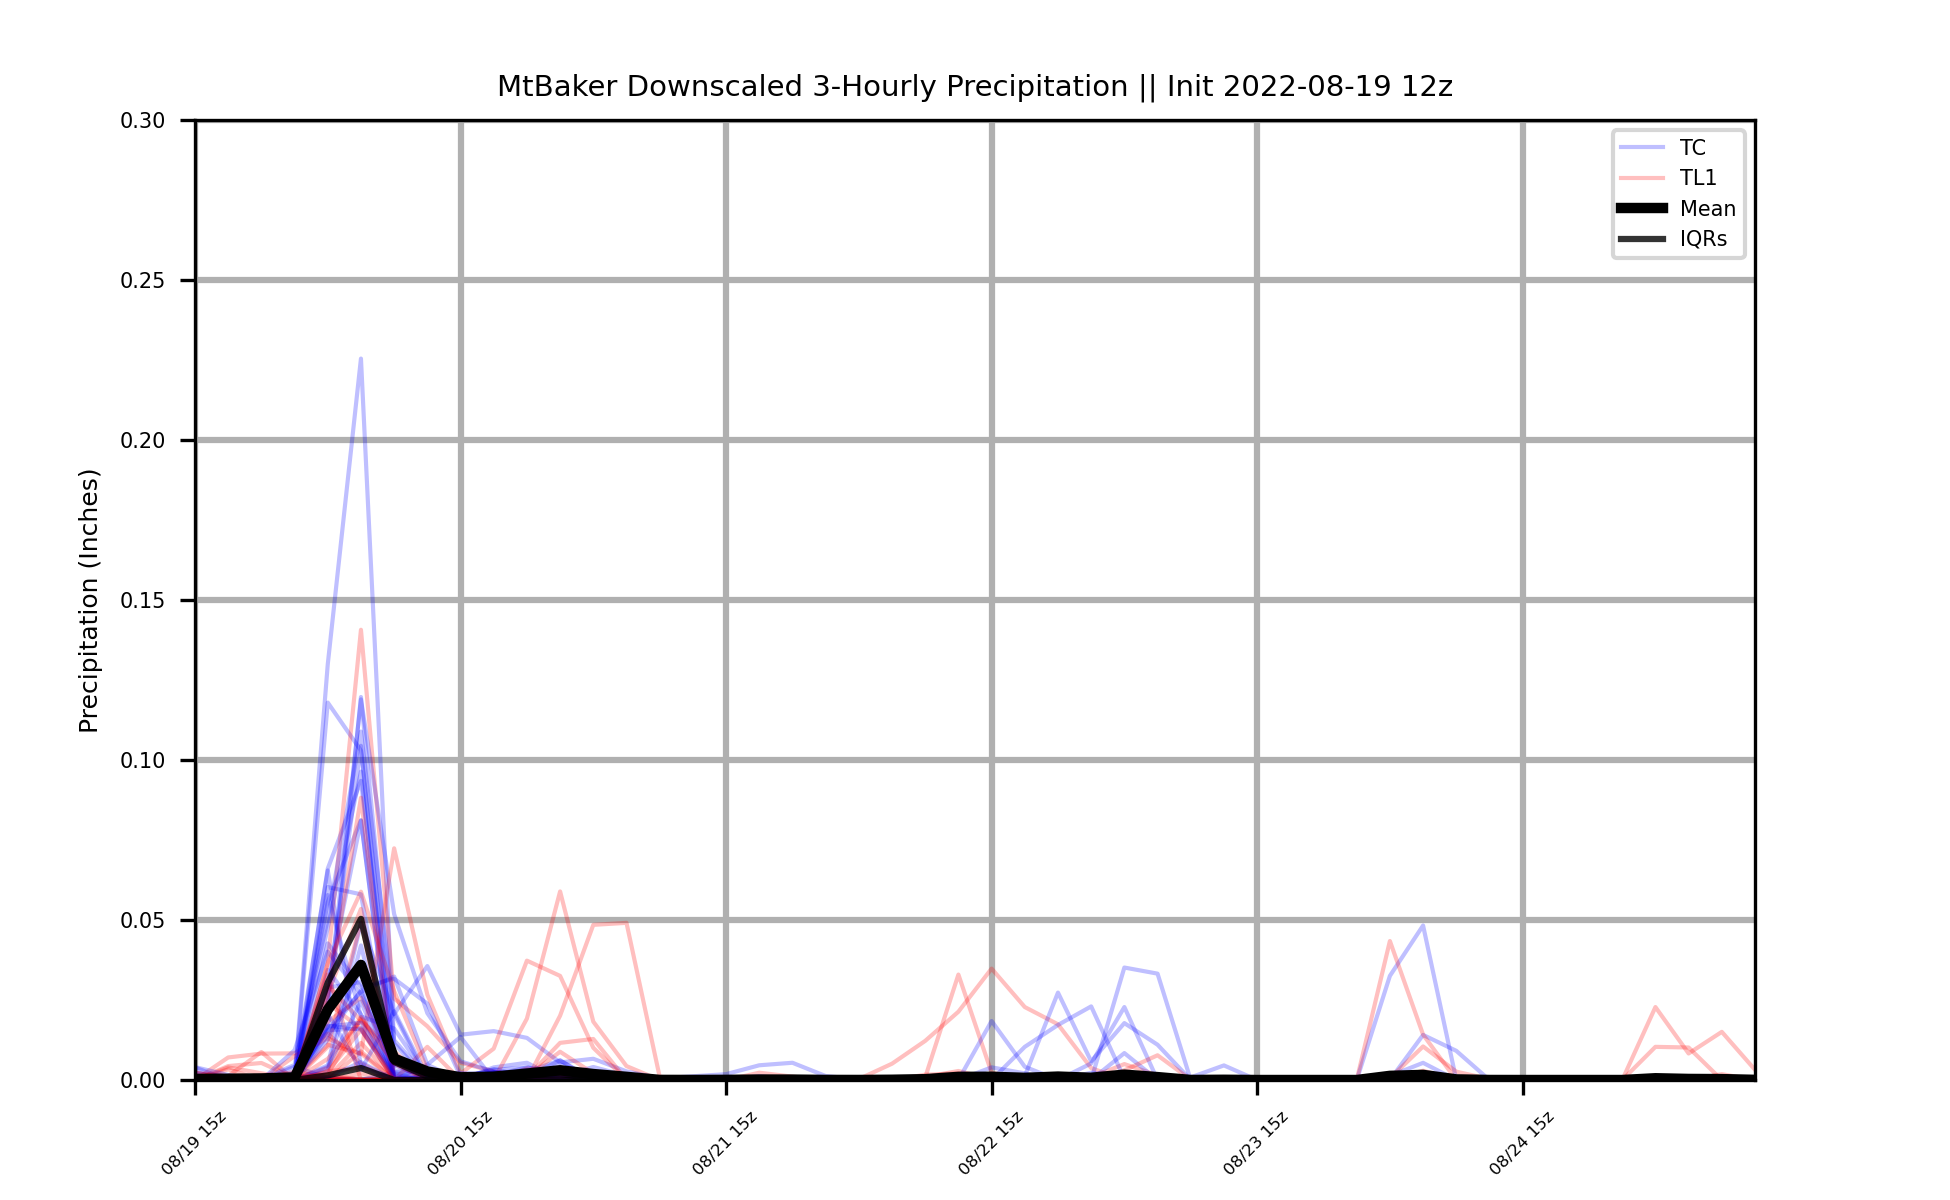 MtBaker Downscaled 3-Hourly Precipitation || Init 2022-08-19 12z
0.30
0.25
0.20
0.15
0.10
0.05
0.00
Precipitation (Inches)
TC
TL1
Mean
IQRs
08/19 15z
08/20 15z
08/21 15z
08/22 15z
08/23 15z
08/24 15z